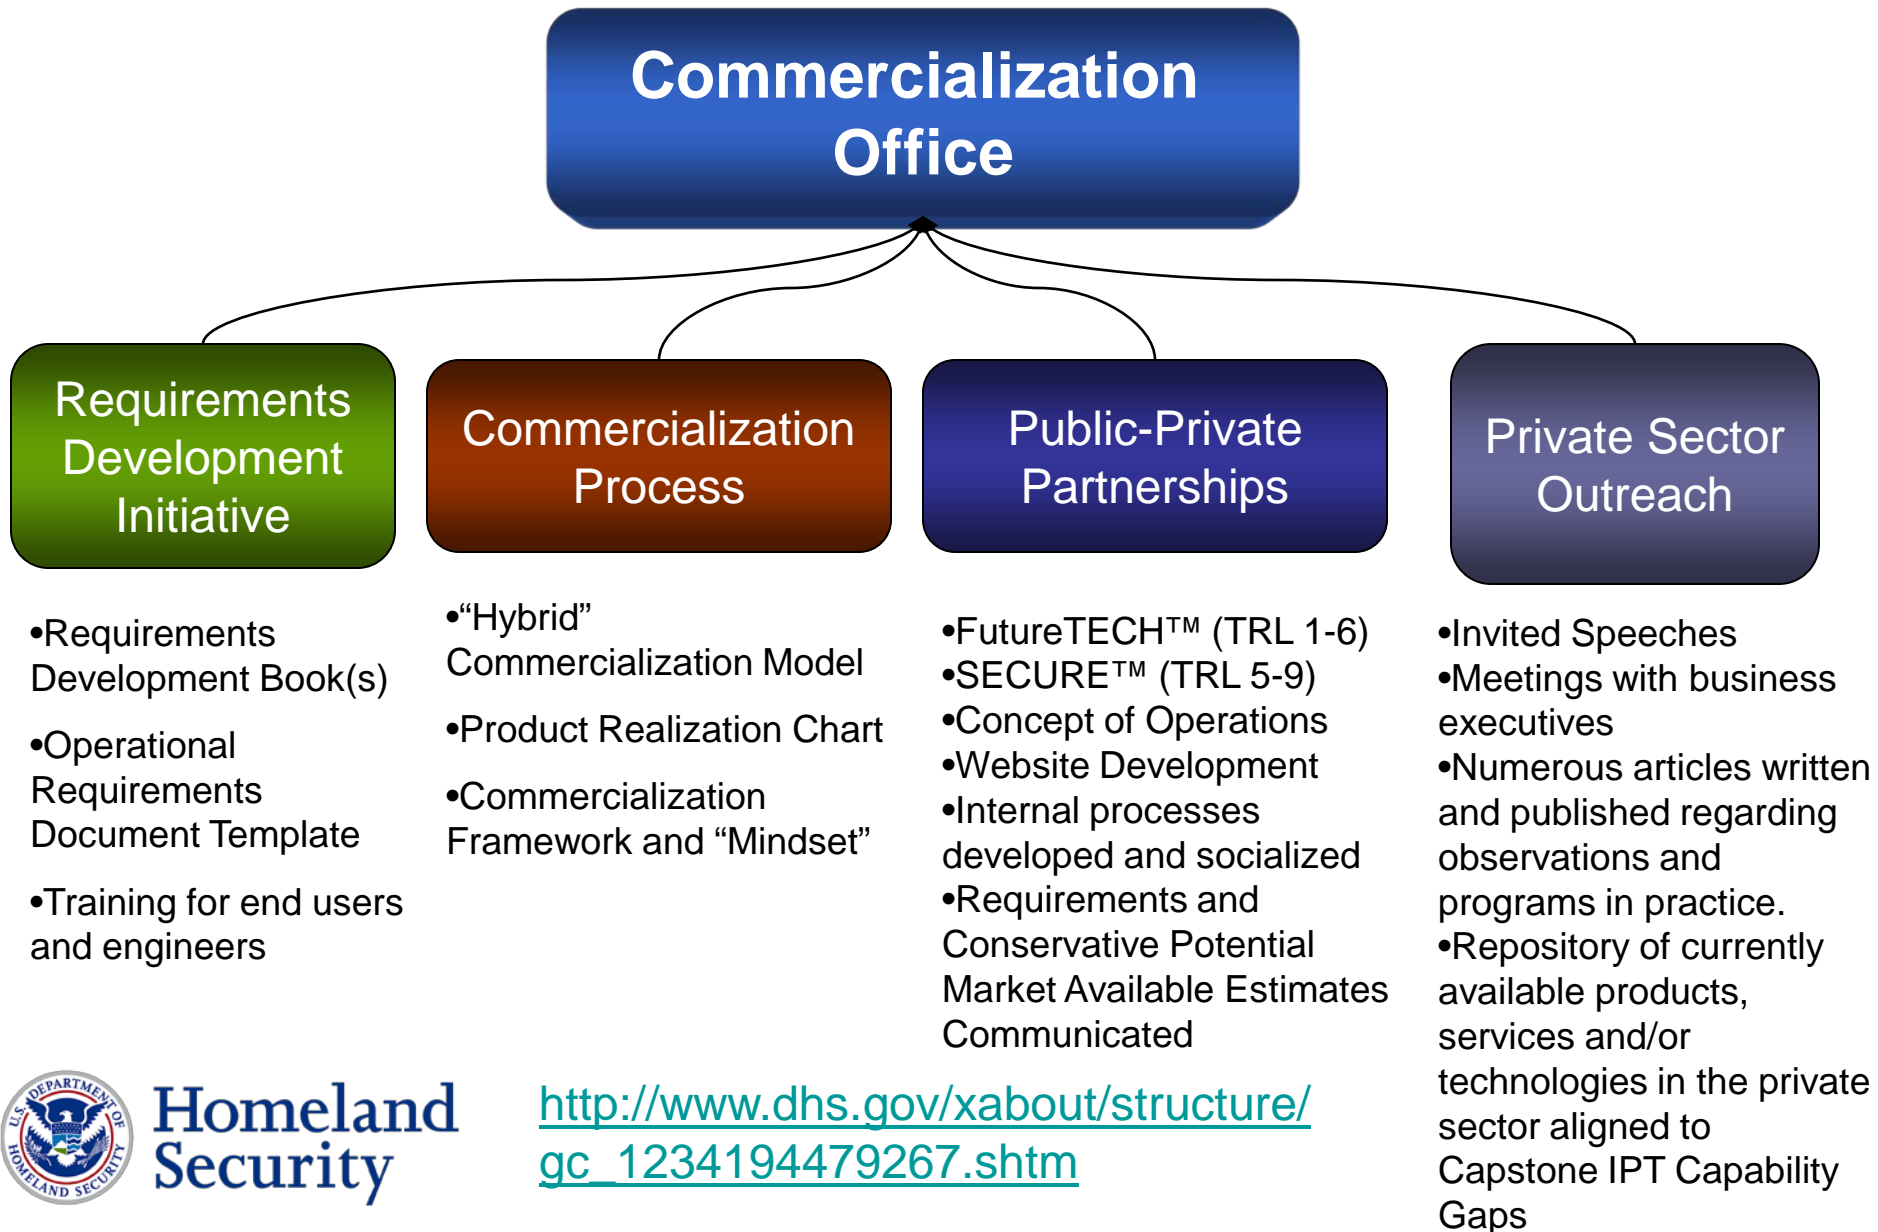 Commercialization
Office
Requirements
Development
Initiative
Commercialization
Process
Public-Private
Partnerships
Private Sector
Outreach
•Requirements
Development Book(s)
•Operational
Requirements
Document Template
•Training for end users
and engineers
•“Hybrid”
Commercialization Model
•Product Realization Chart
•Commercialization
Framework and “Mindset”
•FutureTECH™ (TRL 1-6)
•SECURE™ (TRL 5-9)
•Concept of Operations
•Website Development
•Internal processes
developed and socialized
•Requirements and
Conservative Potential
Market Available Estimates
Communicated
•Invited Speeches
•Meetings with business
executives
•Numerous articles written
and published regarding
observations and
programs in practice.
•Repository of currently
available products,
services and/or
technologies in the private
sector aligned to
Capstone IPT Capability
Gaps
U.S. DEPARTMENT OF
HOMELAND SECURITY
Homeland
Security
http://www.dhs.gov/xabout/structure/
gc_1234194479267.shtm